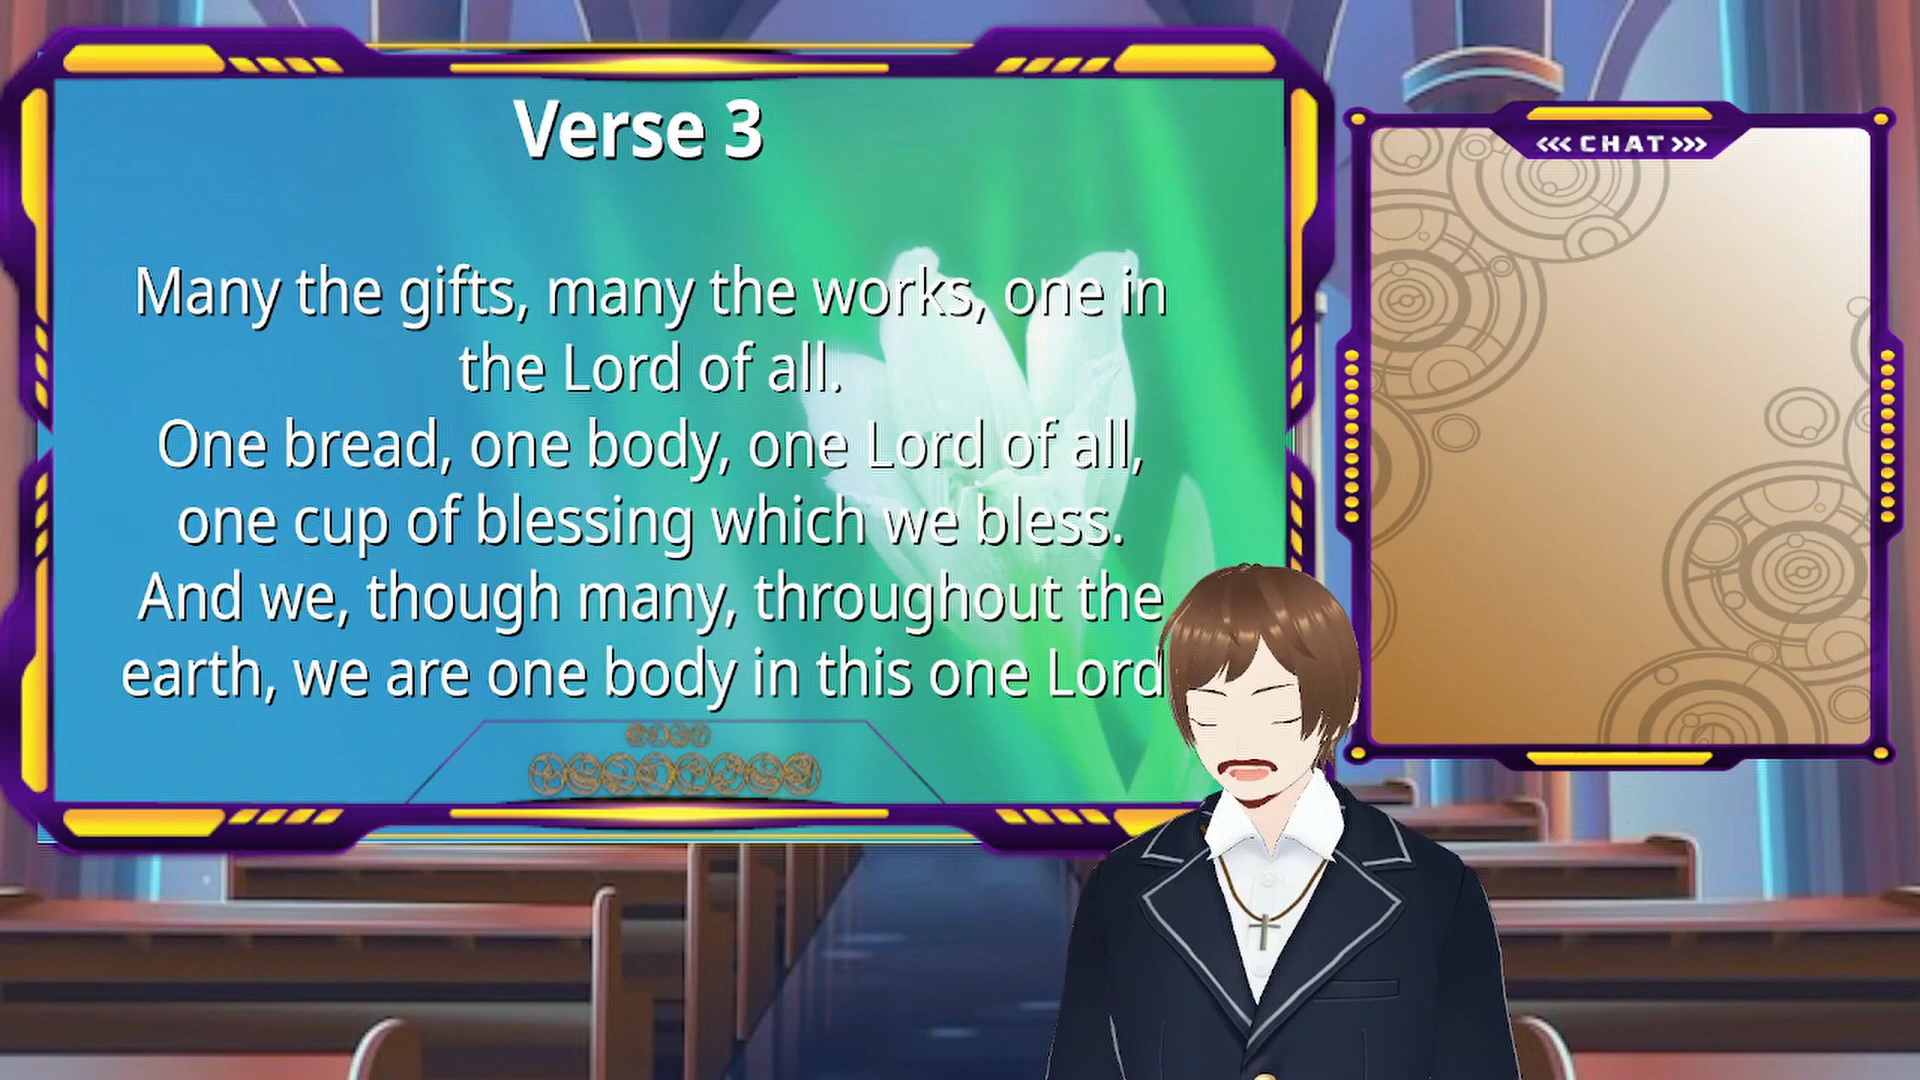 Verse 3
Many the gifts, many the works, one in
the Lord of all.
One bread, one body, one Lord of all,
one cup of blessing which we bless.
And we, though many, throughout the
earth, we are one body in this one Lord
<<< CHAT >>>